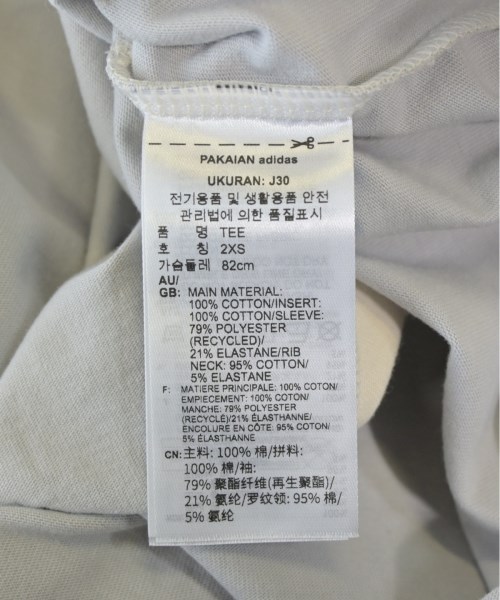 PAKAIAN adidas
UKURAN: J30
전기용품 및 생활용품 안전
관리법에 의한 품질표시
품 명 TEE
호 칭 2XS
가슴둘레 82cm
AU/
GB: MAIN MATERIAL:
100% COTTON/INSERT:
100% COTTON/SLEEVE:
79% POLYESTER
(RECYCLED)/
21% ELASTANE/RIB
NECK: 95% COTTON/
5% ELASTANE
F: MATIERE PRINCIPALE: 100% COTON/
EMPIECEMENT: 100% COTON/
MANCHE: 79% POLYESTER
(RECYCLÉ)/21% ÉLASTHANNE/
ENCOLURE EN CÔTE: 95% COTON/
5% ÉLASTHANNE
CN: 主料: 100% 棉/拼料:
100% 棉/袖:
79% 聚酯纤维(再生聚酯)/
21% 氨纶/罗纹领: 95% 棉/
5% 氨纶